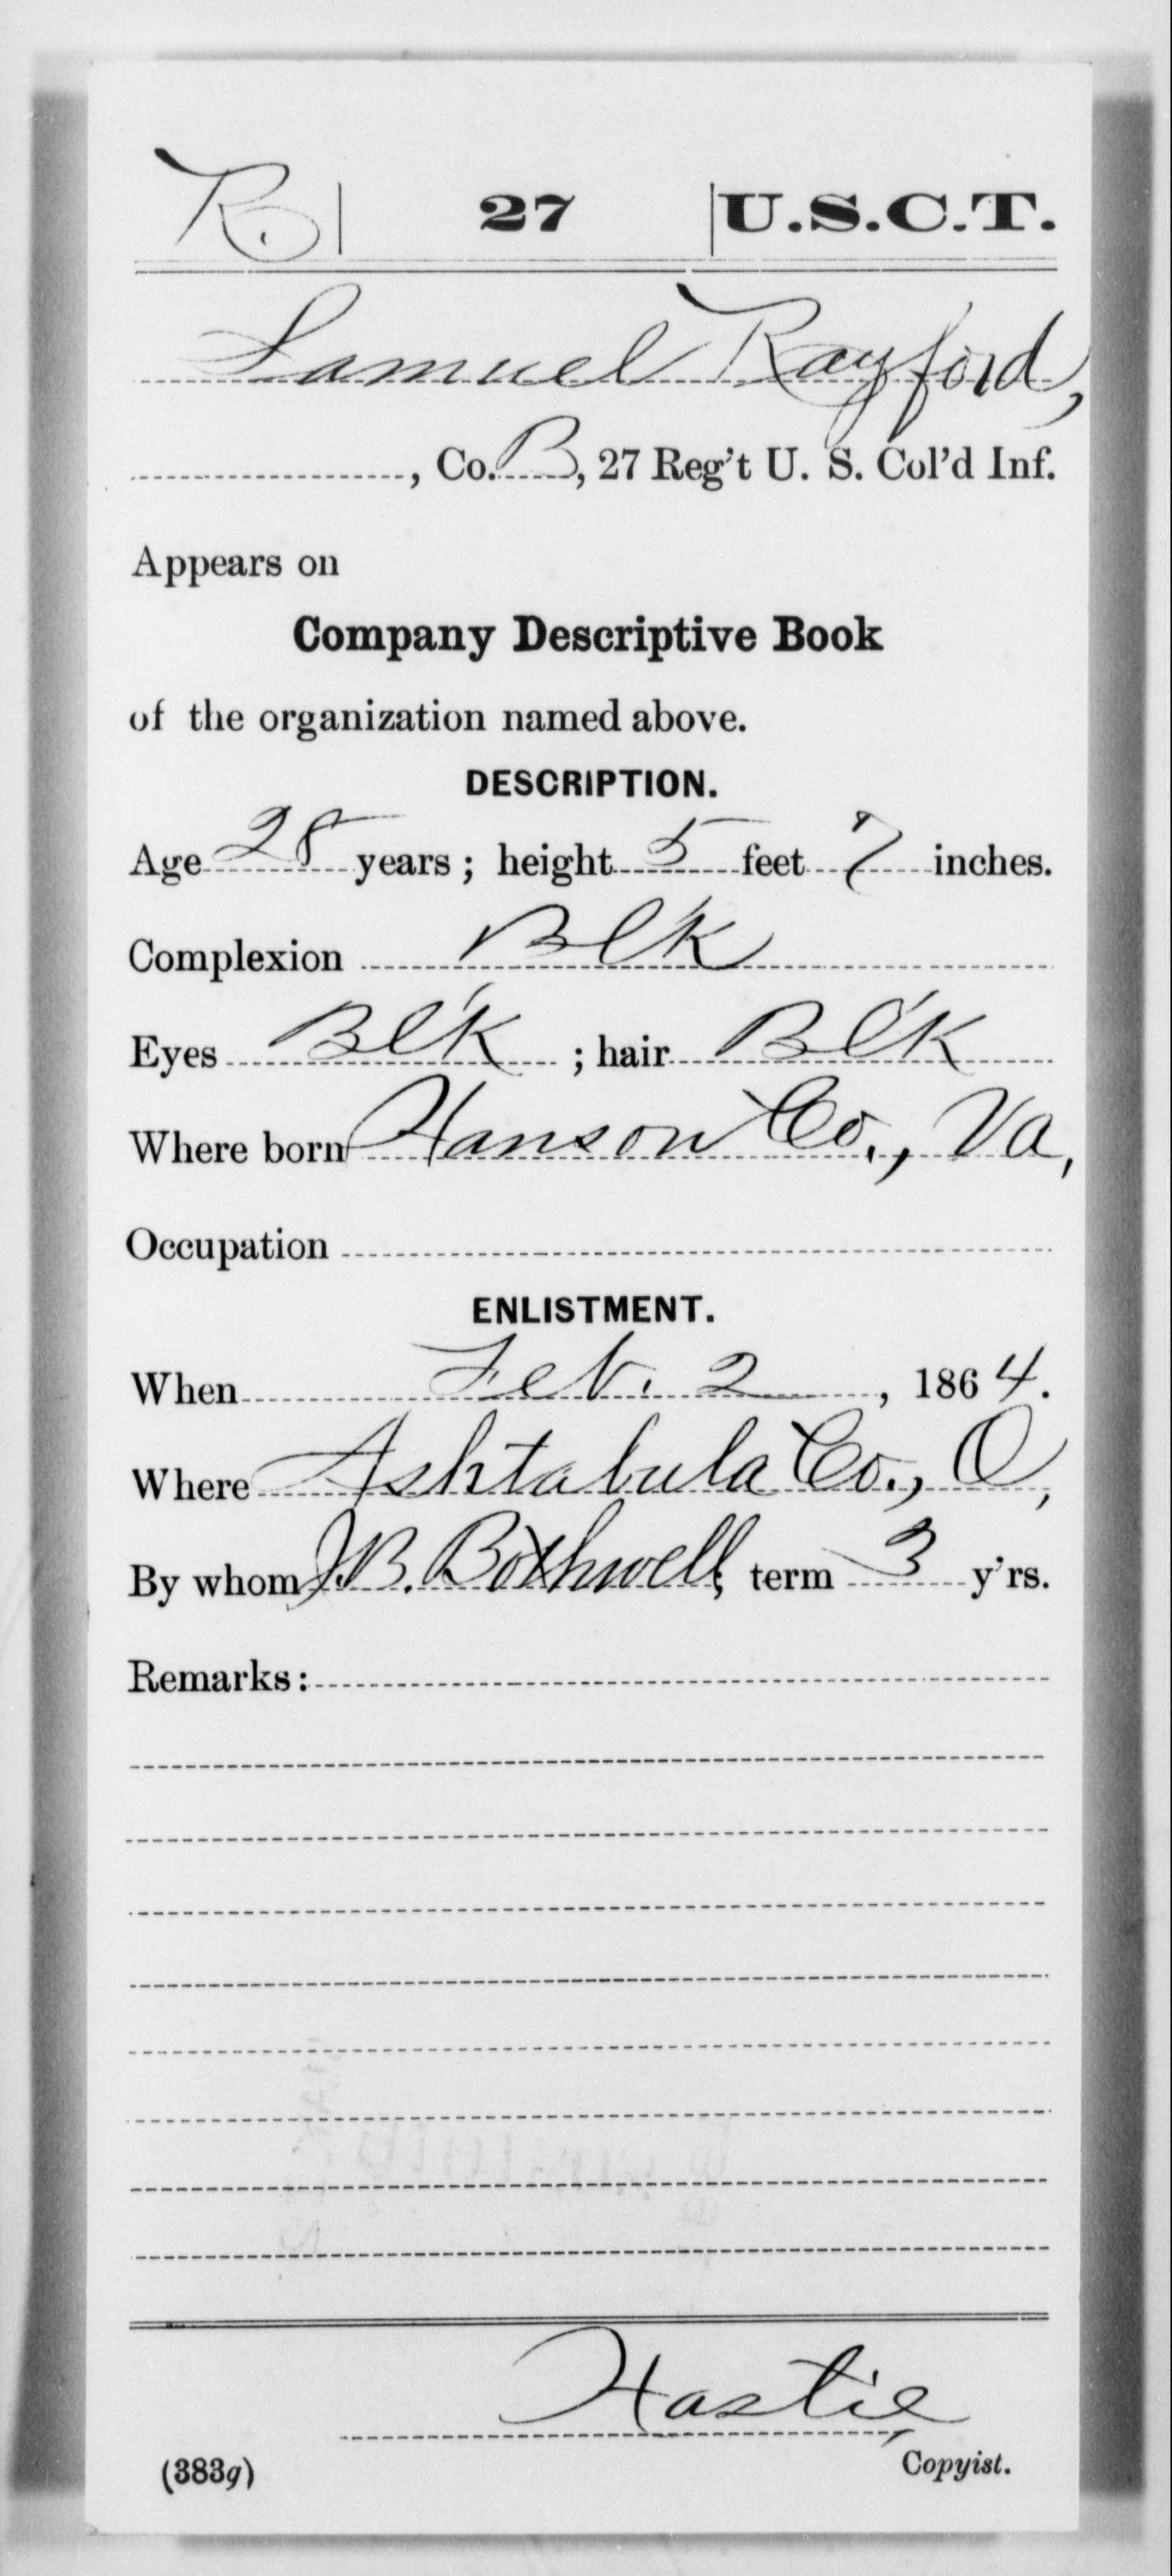 R | 27 | U.S.C.T.
Samuel Rayford,
, Co. B, 27 Reg't U. S. Col'd Inf.
Appears on
Company Descriptive Book
of the organization named above.
DESCRIPTION.
Age 28 years; height 5 feet 7 inches.
Complexion Blk
Eyes Bl'k ; hair Bl'k
Where born Hanson Co., Va,
Occupation
ENLISTMENT.
When Feb. 2, 1864.
Where Ashtabula Co., O,
By whom J.B. Bothwell; term 3 y'rs.
Remarks:
Hastie,
(383g) Copyist.